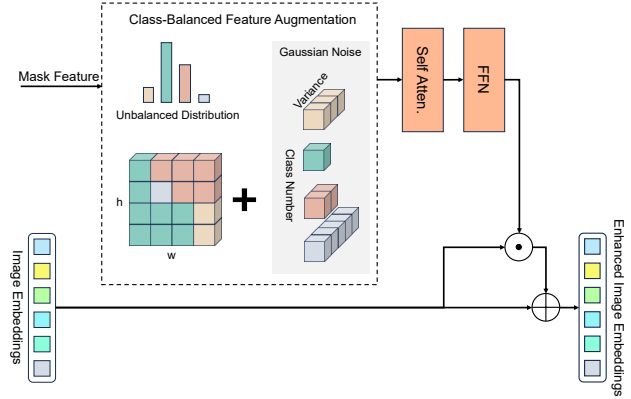 Class-Balanced Feature Augmentation
Gaussian Noise
Mask Feature
Variance
Unbalanced Distribution
Self Atten.
FFN
Class Number
h
w
Image Embeddings
Enhanced Image Embeddings